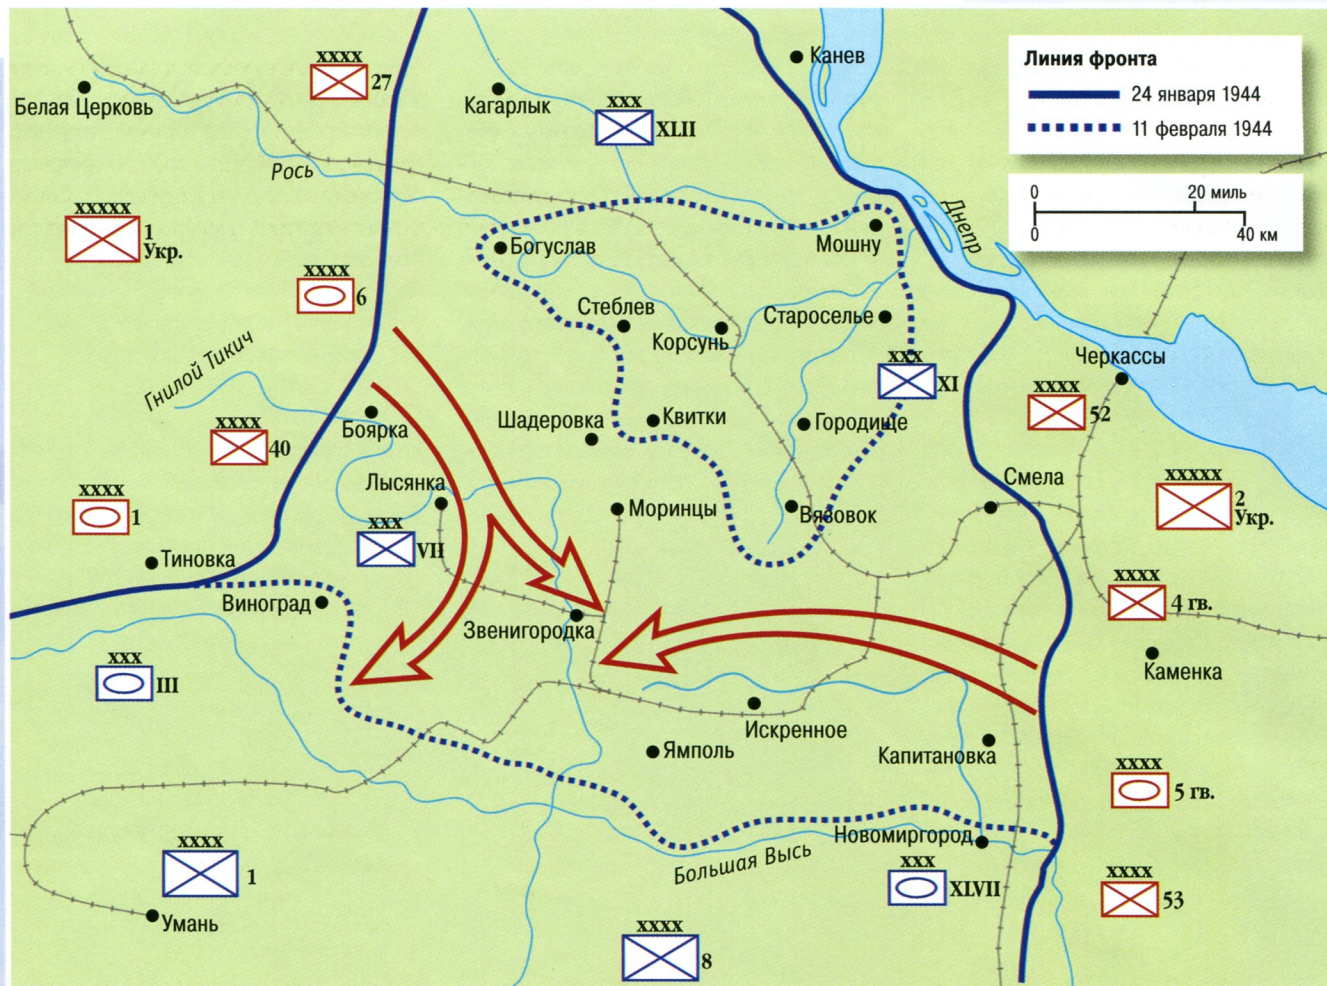 Линия фронта
24 января 1944
11 февраля 1944
0 20 миль
0 40 км
Канев
xxxx
27
Белая Церковь
Кагарлык
xxx
XLII
Рось
xxxxx
1
Укр.
Днепр
Мошну
Богуслав
xxxx
6
Стеблев
Староселье
Корсунь
Гнилой Тикич
xxx
XI
Черкассы
xxxx
52
Боярка
Шадеровка
Квитки
Городище
xxxx
40
Лысянка
Смела
xxxxx
2
Укр.
xxxx
1
Моринцы
Вязовок
xxx
VII
Тиновка
Виноград
xxxx
4 гв.
Звенигородка
Каменка
xxx
III
Искренное
Ямполь
Капитановка
xxxx
5 гв.
Новомиргород
Большая Высь
xxxx
1
xxx
XLVII
xxxx
53
Умань
xxxx
8